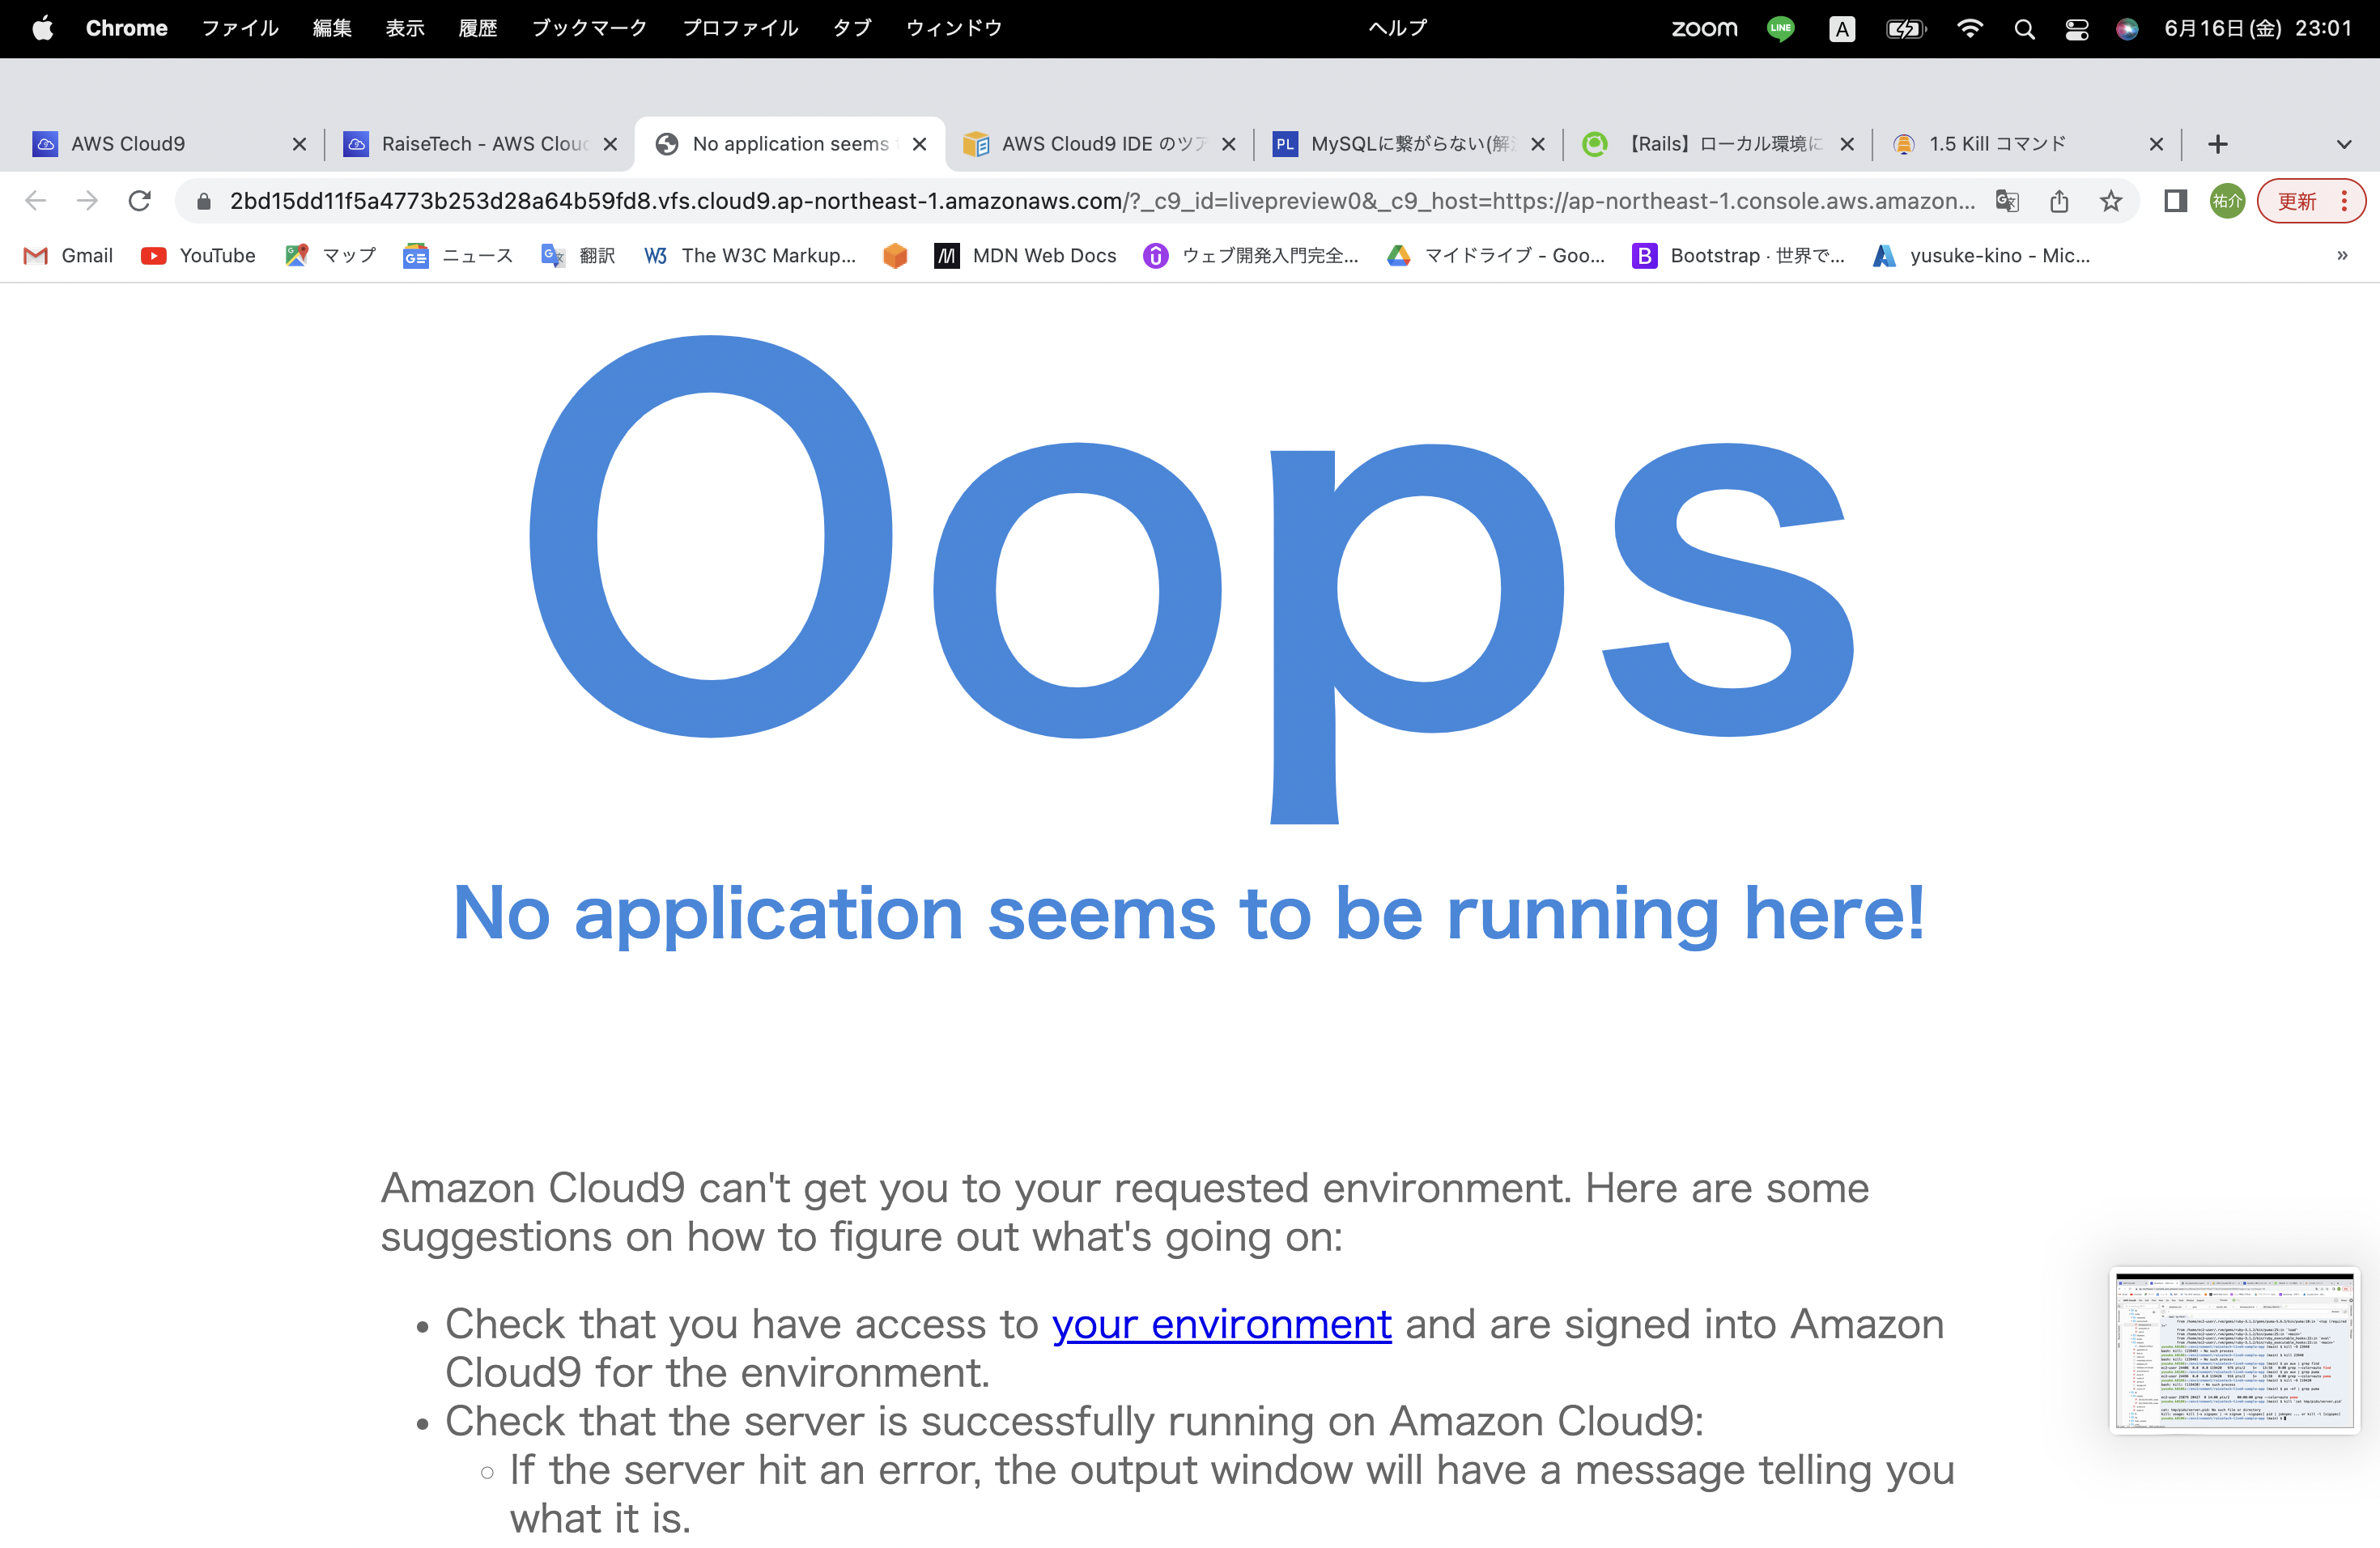 Chrome ファイル 編集 表示 履歴 ブックマーク プロファイル タブ ウィンドウ ヘルプ zoom LINE A 6月16日(金) 23:01
AWS Cloud9 RaiseTech - AWS Clou No application seems AWS Cloud9 IDE のツア PL MySQLに繋がらない(解 【Rails】ローカル環境に 1.5 Kill コマンド
2bd15dd11f5a4773b253d28a64b59fd8.vfs.cloud9.ap-northeast-1.amazonaws.com/?_c9_id=livepreview0&_c9_host=https://ap-northeast-1.console.aws.amazon... 祐介 更新
Gmail YouTube マップ ニュース 翻訳 W3 The W3C Markup... MDN Web Docs ウェブ開発入門完全... マイドライブ - Goo... B Bootstrap · 世界で... yusuke-kino - Mic... »
Oops
No application seems to be running here!
Amazon Cloud9 can't get you to your requested environment. Here are some
suggestions on how to figure out what's going on:
• Check that you have access to your environment and are signed into Amazon
Cloud9 for the environment.
• Check that the server is successfully running on Amazon Cloud9:
◦ If the server hit an error, the output window will have a message telling you
what it is.